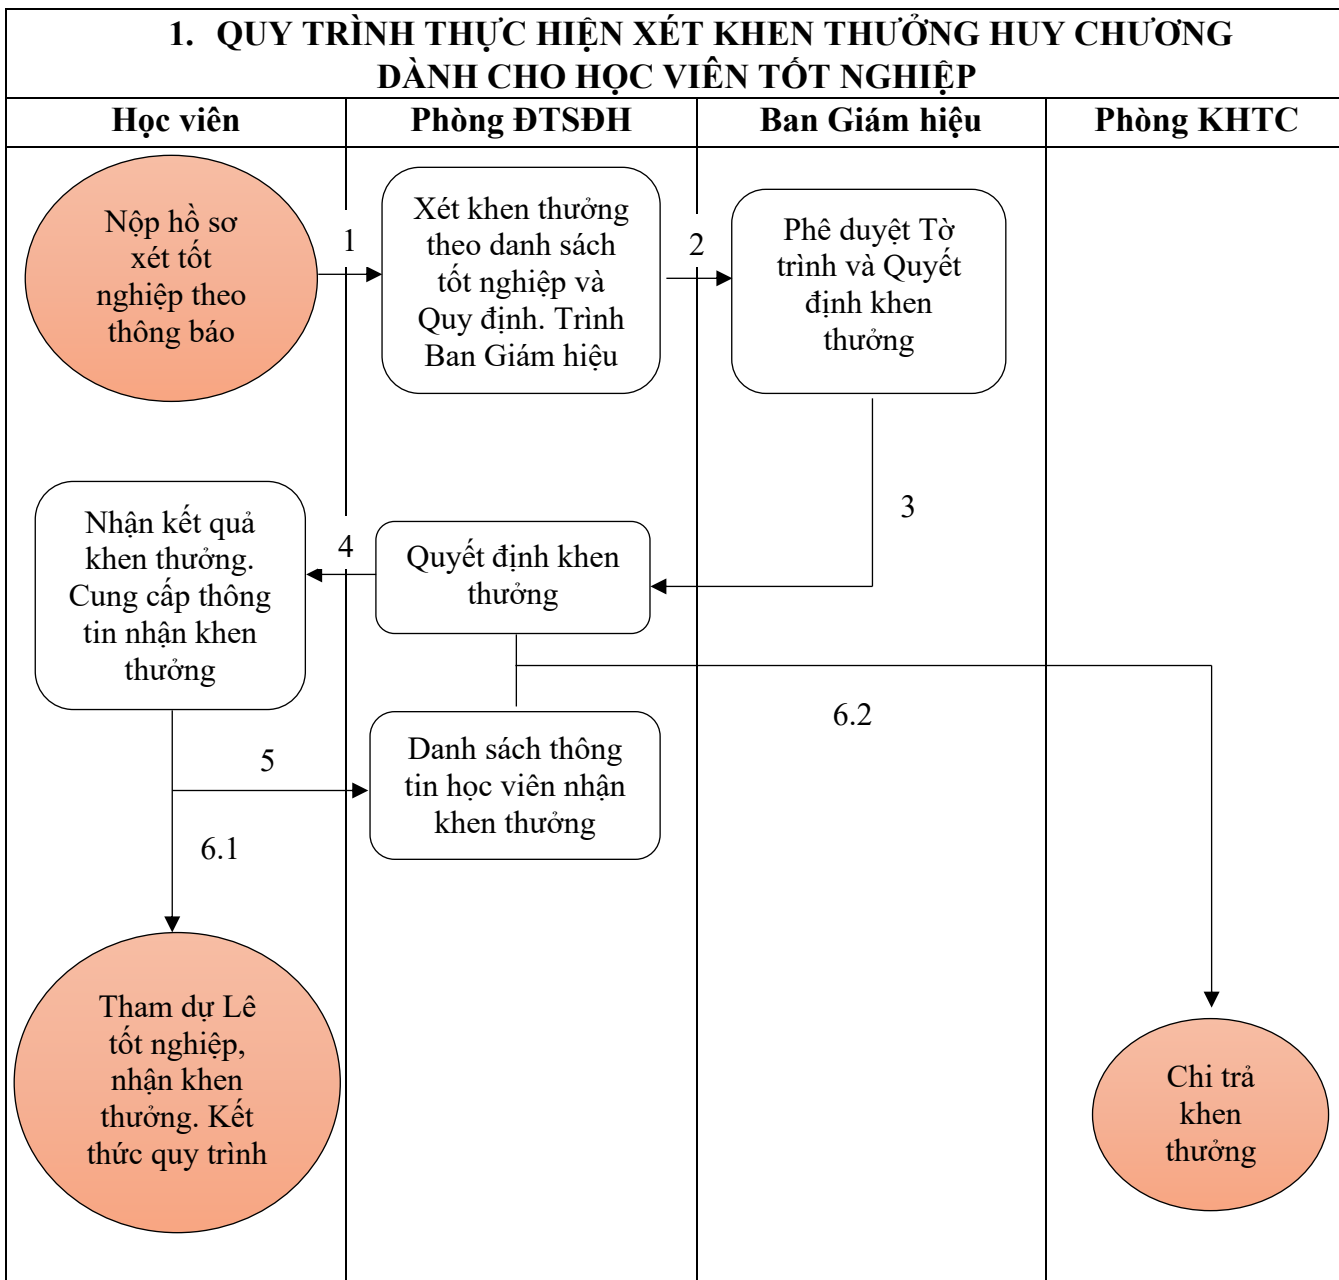 1. QUY TRÌNH THỰC HIỆN XÉT KHEN THƯỞNG HUY CHƯƠNG
DÀNH CHO HỌC VIÊN TỐT NGHIỆP
Học viên
Phòng ĐTSĐH
Ban Giám hiệu
Phòng KHTC
Nộp hồ sơ
xét tốt
nghiệp theo
thông báo
1
Xét khen thưởng
theo danh sách
tốt nghiệp và
Quy định. Trình
Ban Giám hiệu
2
Phê duyệt Tờ
trình và Quyết
định khen
thưởng
3
Nhận kết quả
khen thưởng.
Cung cấp thông
tin nhận khen
thưởng
4
Quyết định khen
thưởng
6.2
5
Danh sách thông
tin học viên nhận
khen thưởng
6.1
Tham dự Lê
tốt nghiệp,
nhận khen
thưởng. Kết
thức quy trình
Chi trả
khen
thưởng